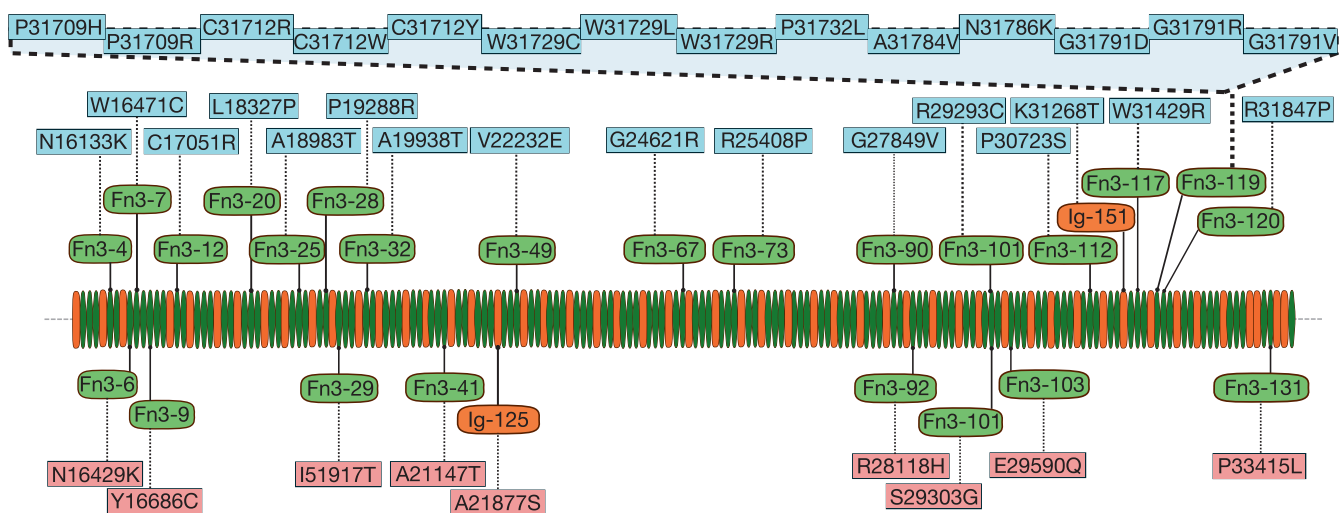 P31709H
P31709R
C31712R
C31712W
C31712Y
W31729C
W31729L
W31729R
P31732L
A31784V
N31786K
G31791D
G31791R
G31791V
W16471C
L18327P
P19288R
R29293C
K31268T
W31429R
R31847P
N16133K
C17051R
A18983T
A19938T
V22232E
G24621R
R25408P
G27849V
P30723S
Fn3-7
Fn3-20
Fn3-28
Fn3-117
Fn3-119
Ig-151
Fn3-120
Fn3-4
Fn3-12
Fn3-25
Fn3-32
Fn3-49
Fn3-67
Fn3-73
Fn3-90
Fn3-101
Fn3-112
Fn3-6
Fn3-9
Fn3-29
Fn3-41
Ig-125
Fn3-92
Fn3-101
Fn3-103
Fn3-131
N16429K
Y16686C
I51917T
A21147T
A21877S
R28118H
S29303G
E29590Q
P33415L